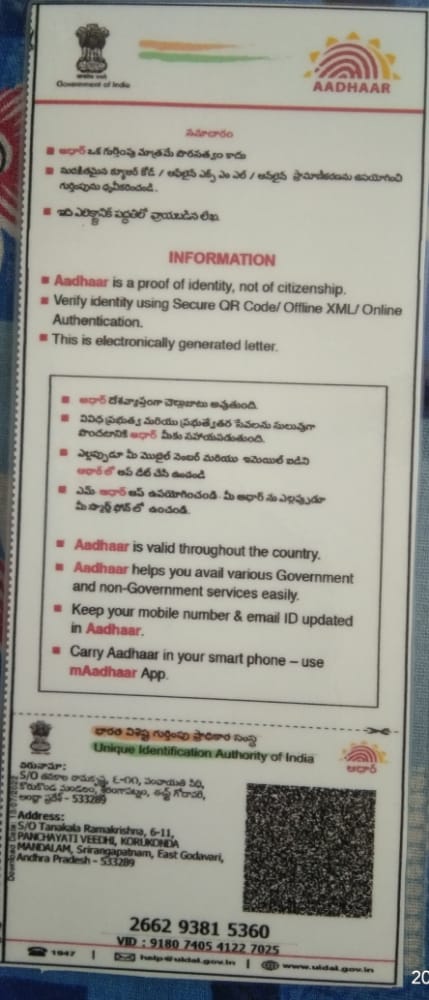 Government of India
AADHAAR
సమాచారం
ఆధార్ ఒక గుర్తింపు మాత్రమే పౌరసత్వం కాదు
సురక్షితమైన క్యూఆర్ కోడ్ / ఆఫ్‌లైన్ ఎక్స్ ఎం ఎల్ / ఆన్‌లైన్ ప్రామాణీకరణను ఉపయోగించి
గుర్తింపును ధృవీకరించండి.
ఇది ఎలక్ట్రానిక్ పద్ధతిలో వ్రాయబడిన లేఖ
INFORMATION
Aadhaar is a proof of identity, not of citizenship.
Verify identity using Secure QR Code/ Offline XML/ Online
Authentication.
This is electronically generated letter.
ఆధార్ దేశవ్యాప్తంగా చెల్లుబాటు అవుతుంది.
వివిధ ప్రభుత్వ మరియు ప్రభుత్వేతర సేవలను సులువుగా
పొందటానికి ఆధార్ మీకు సహాయపడుతుంది.
ఎల్లప్పుడూ మీ మొబైల్ నెంబర్ మరియు ఇమెయిల్ ఐడిని
ఆధార్ లో అప్ డేట్ చేసి ఉంచండి
ఎమ్ ఆధార్ ఆప్ ఉపయోగించండి మీ ఆధార్ ను ఎల్లప్పుడూ
మీ స్మార్ట్ ఫోన్ లో ఉంచండి.
Aadhaar is valid throughout the country.
Aadhaar helps you avail various Government
and non-Government services easily.
Keep your mobile number & email ID updated
in Aadhaar.
Carry Aadhaar in your smart phone – use
mAadhaar App.
భారత విశిష్ట గుర్తింపు ప్రాధికార సంస్థ
Unique Identification Authority of India
ఆధార్
చిరునామా:
S/O తనకాల రామకృష్ణ, ౬-౧౧, పంచాయతి వీధి,
కోరుకొండ మండలం, శ్రీరంగపట్నం, ఈస్ట్ గోదావరి,
ఆంధ్ర ప్రదేశ్ - 533289
Address:
S/O Tanakala Ramakrishna, 6-11,
PANCHAYATI VEEDHI, KORUKONDA
MANDALAM, Srirangapatnam, East Godavari,
Andhra Pradesh - 533289
2662 9381 5360
VID : 9180 7405 4122 7025
1947 | help@uidai.gov.in | www.uidai.gov.in
20